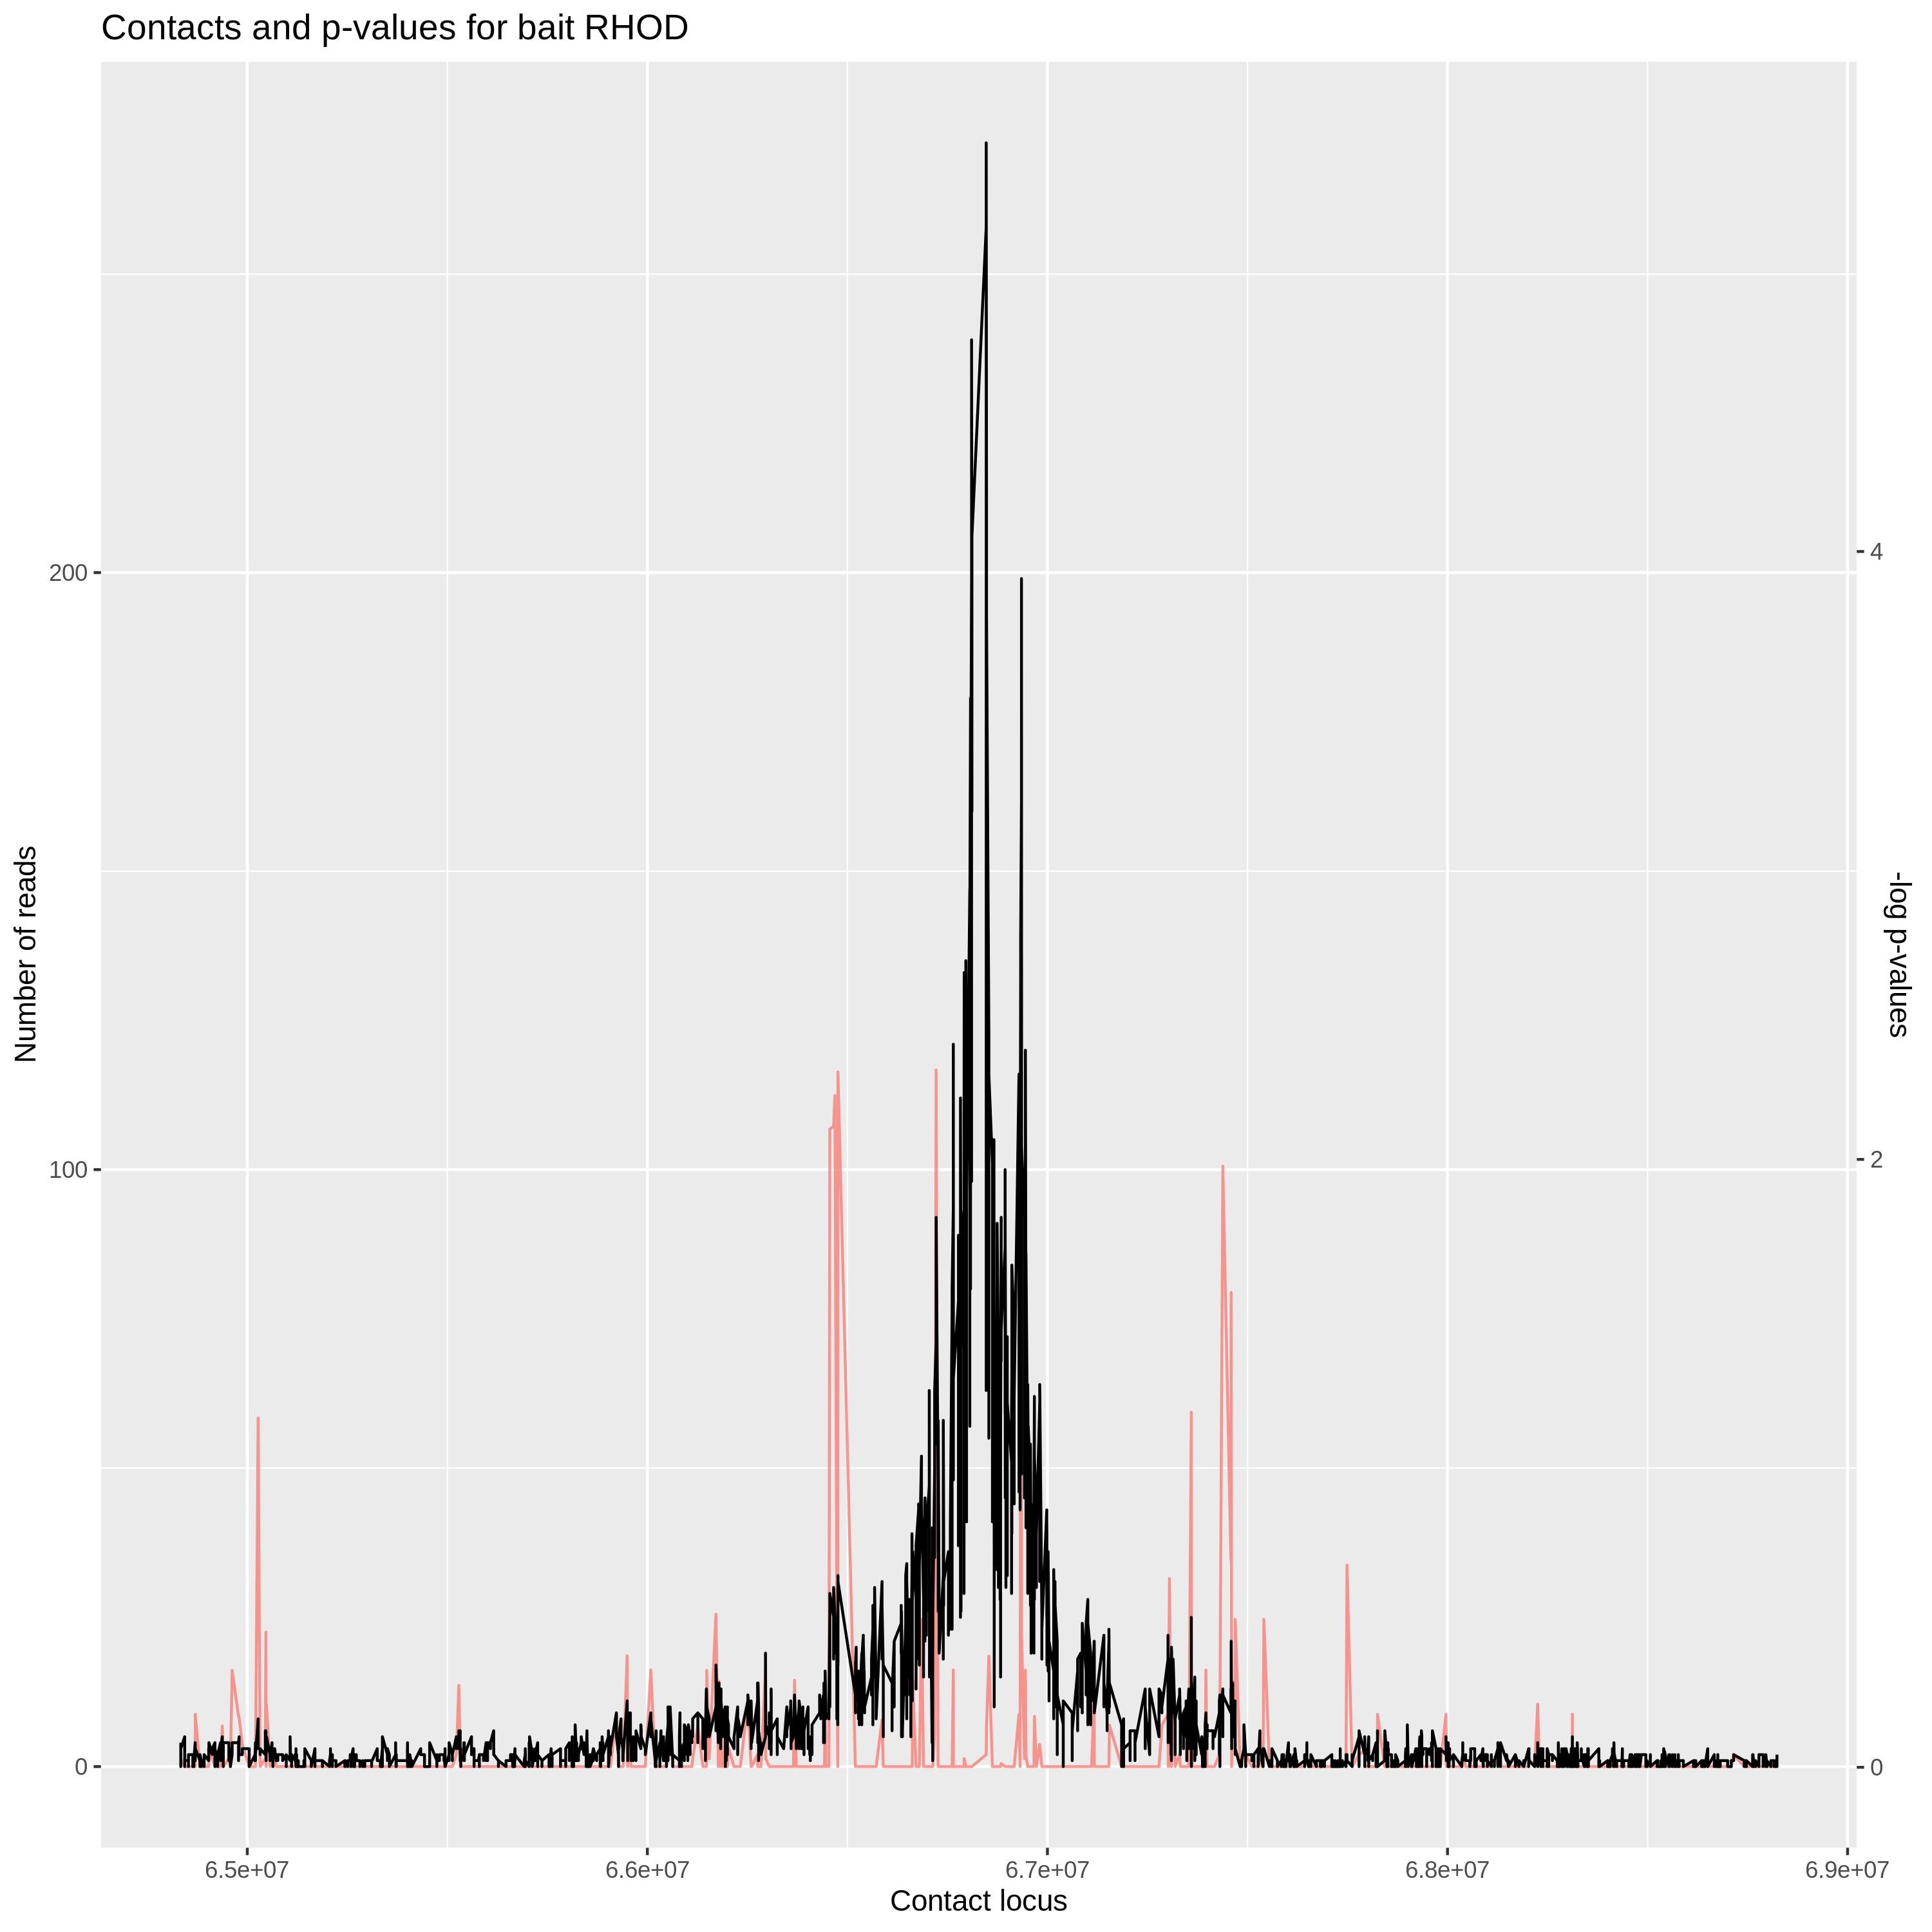 Contacts and p-values for bait RHOD
Number of reads
200
100
0
4
2
0
-log p-values
6.5e+07 6.6e+07 6.7e+07 6.8e+07 6.9e+07
Contact locus